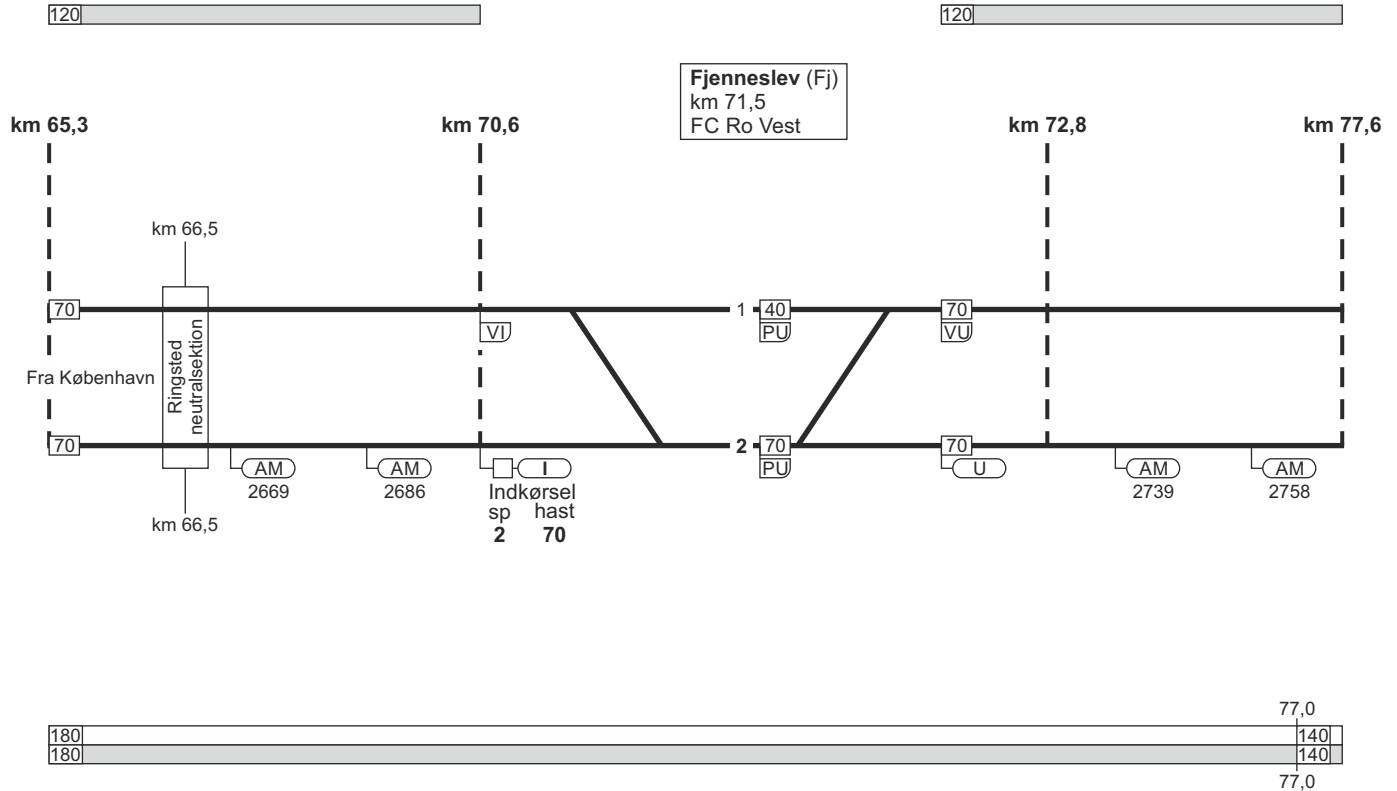 120
120
Fjenneslev (Fj)
km 71,5
FC Ro Vest
km 65,3
km 70,6
km 72,8
km 77,6
km 66,5
70
1
40
70
VI
PU
VU
Fra København
Ringsted
neutralsektion
70
2
70
70
AM
2669
AM
2686
I
Indkørsel
sp hast
2 70
PU
U
AM
2739
AM
2758
km 66,5
77,0
180
140
180
140
77,0